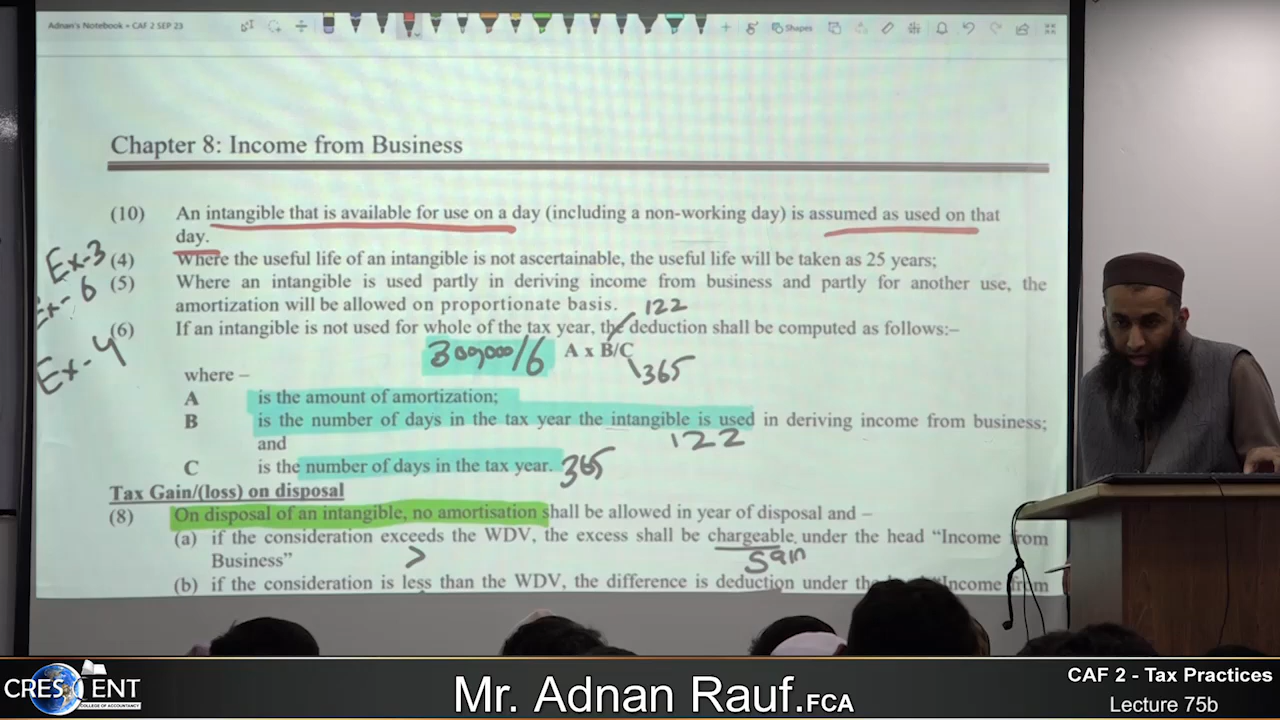 Adnan's Notebook • CAF 2 SEP 23
Shapes
Chapter 8: Income from Business
(10) An intangible that is available for use on a day (including a non-working day) is assumed as used on that
day.
Ex-3
(4) Where the useful life of an intangible is not ascertainable, the useful life will be taken as 25 years;
Ex-6
(5) Where an intangible is used partly in deriving income from business and partly for another use, the
amortization will be allowed on proportionate basis.
122
Ex-4
(6) If an intangible is not used for whole of the tax year, the deduction shall be computed as follows:–
300,000/6 A x B/C
365
where –
A is the amount of amortization;
B is the number of days in the tax year the intangible is used in deriving income from business;
and
122
C is the number of days in the tax year. 365
Tax Gain/(loss) on disposal
(8) On disposal of an intangible, no amortisation shall be allowed in year of disposal and –
(a) if the consideration exceeds the WDV, the excess shall be chargeable under the head “Income from
Business”
> gain
(b) if the consideration is less than the WDV, the difference is deduction under the “Income from
CRESCENT
COLLEGE OF ACCOUNTANCY
Mr. Adnan Rauf.FCA
CAF 2 - Tax Practices
Lecture 75b